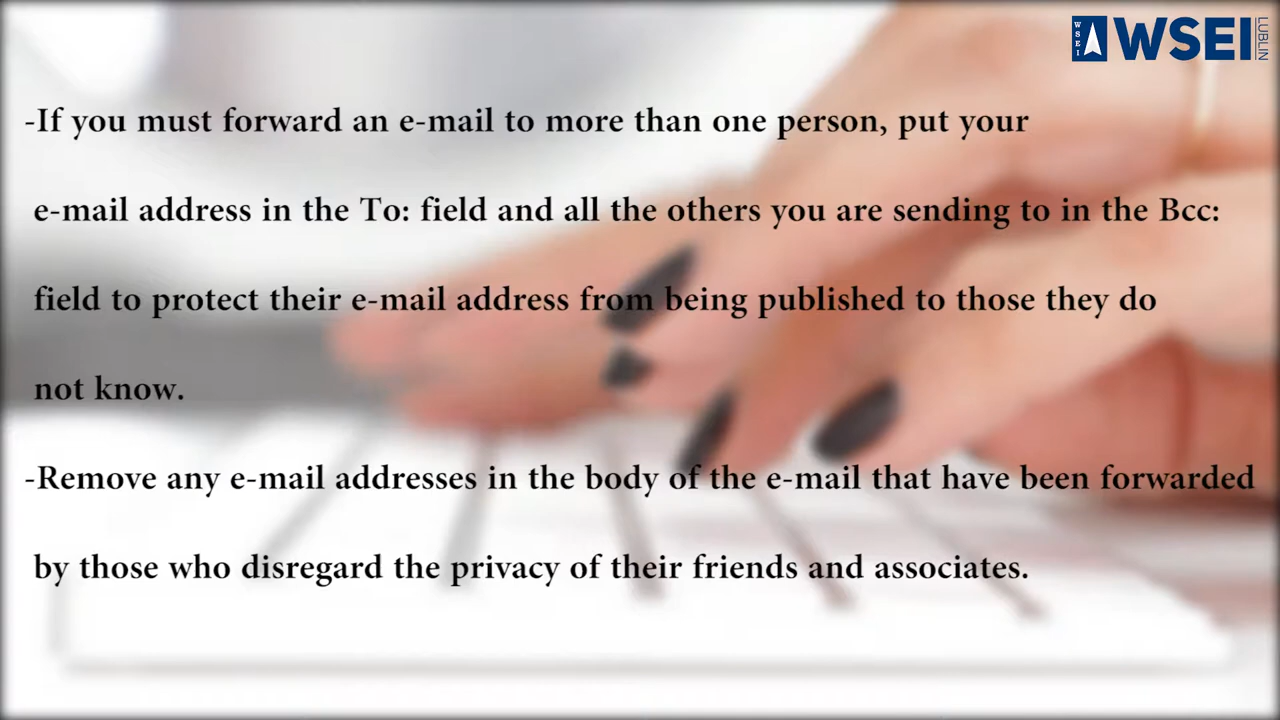 WSEI
WSEI
LUBLIN
-If you must forward an e-mail to more than one person, put your
e-mail address in the To: field and all the others you are sending to in the Bcc:
field to protect their e-mail address from being published to those they do
not know.
-Remove any e-mail addresses in the body of the e-mail that have been forwarded
by those who disregard the privacy of their friends and associates.